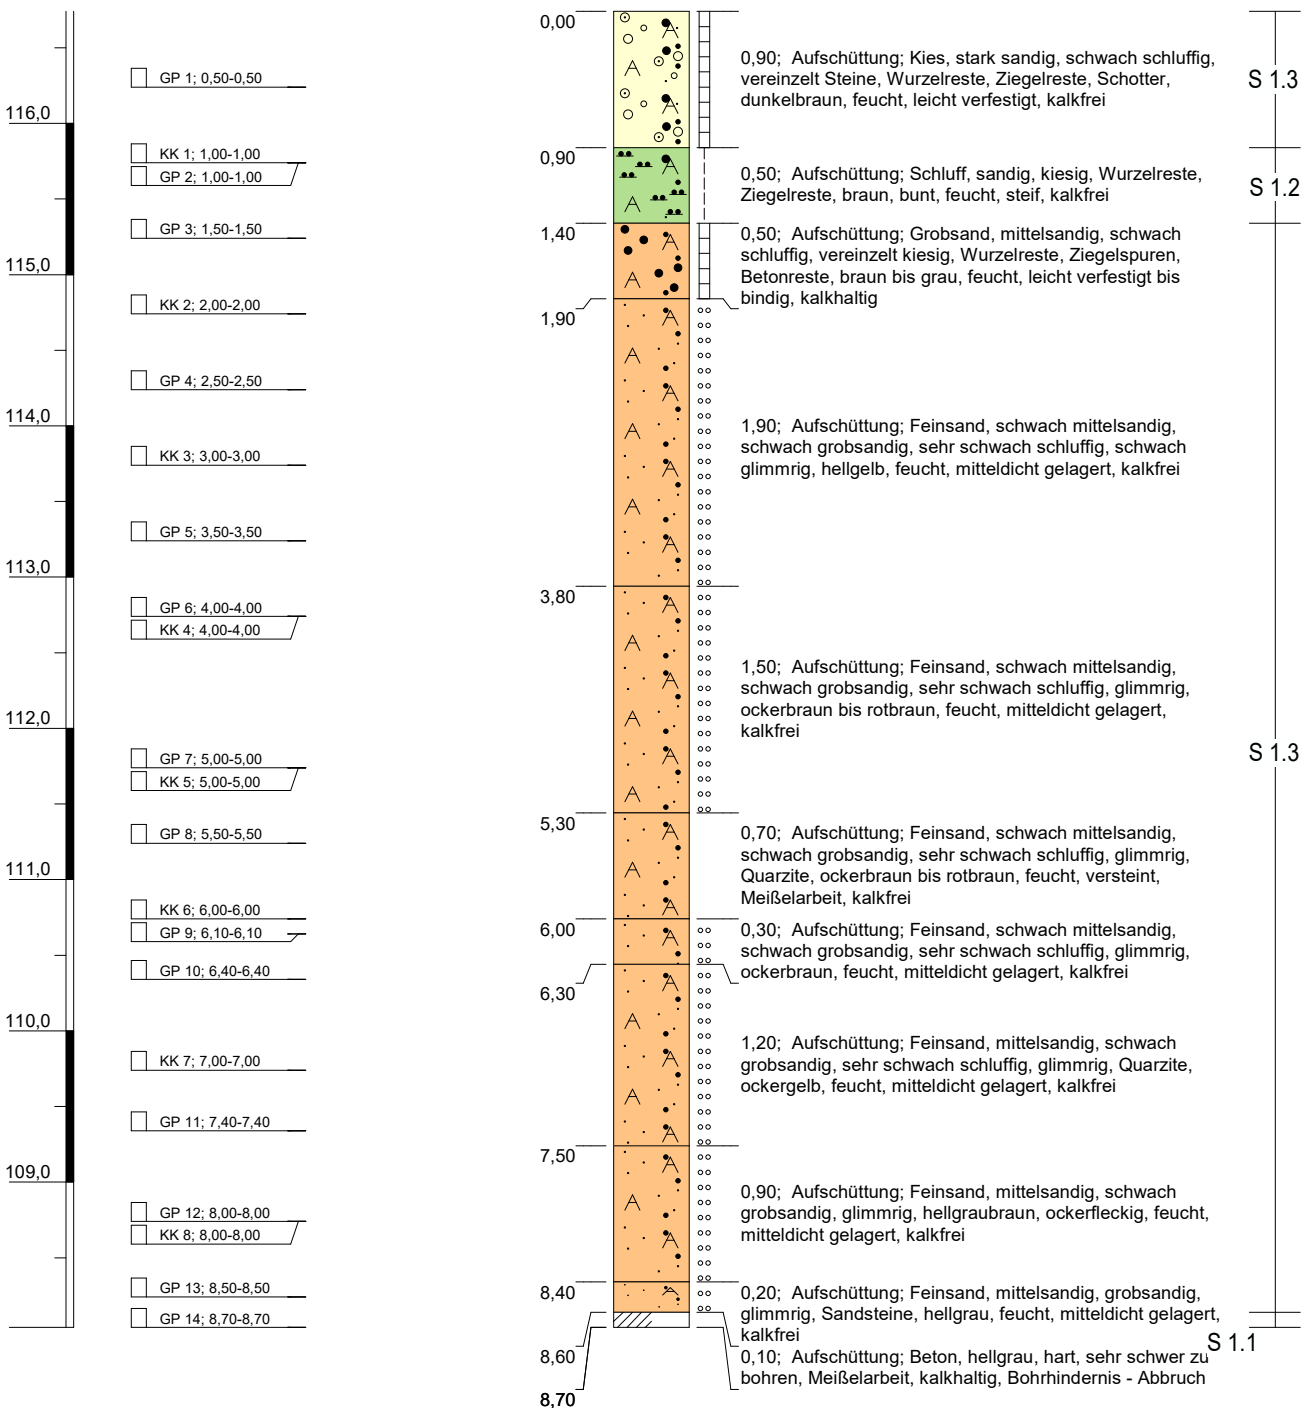 0,00
0,90; Aufschüttung; Kies, stark sandig, schwach schluffig,
vereinzelt Steine, Wurzelreste, Ziegelreste, Schotter,
dunkelbraun, feucht, leicht verfestigt, kalkfrei
S 1.3
GP 1; 0,50-0,50
116,0
KK 1; 1,00-1,00
GP 2; 1,00-1,00
0,90
0,50; Aufschüttung; Schluff, sandig, kiesig, Wurzelreste,
Ziegelreste, braun, bunt, feucht, steif, kalkfrei
S 1.2
GP 3; 1,50-1,50
1,40
0,50; Aufschüttung; Grobsand, mittelsandig, schwach
schluffig, vereinzelt kiesig, Wurzelreste, Ziegelspuren,
Betonreste, braun bis grau, feucht, leicht verfestigt bis
bindig, kalkhaltig
115,0
KK 2; 2,00-2,00
1,90
GP 4; 2,50-2,50
114,0
1,90; Aufschüttung; Feinsand, schwach mittelsandig,
schwach grobsandig, sehr schwach schluffig, schwach
glimmrig, hellgelb, feucht, mitteldicht gelagert, kalkfrei
KK 3; 3,00-3,00
GP 5; 3,50-3,50
113,0
3,80
GP 6; 4,00-4,00
KK 4; 4,00-4,00
1,50; Aufschüttung; Feinsand, schwach mittelsandig,
schwach grobsandig, sehr schwach schluffig, glimmrig,
ockerbraun bis rotbraun, feucht, mitteldicht gelagert,
kalkfrei
112,0
S 1.3
GP 7; 5,00-5,00
KK 5; 5,00-5,00
5,30
GP 8; 5,50-5,50
0,70; Aufschüttung; Feinsand, schwach mittelsandig,
schwach grobsandig, sehr schwach schluffig, glimmrig,
Quarzite, ockerbraun bis rotbraun, feucht, versteint,
Meißelarbeit, kalkfrei
111,0
KK 6; 6,00-6,00
GP 9; 6,10-6,10
6,00
0,30; Aufschüttung; Feinsand, schwach mittelsandig,
schwach grobsandig, sehr schwach schluffig, glimmrig,
ockerbraun, feucht, mitteldicht gelagert, kalkfrei
GP 10; 6,40-6,40
6,30
110,0
1,20; Aufschüttung; Feinsand, mittelsandig, schwach
grobsandig, sehr schwach schluffig, glimmrig, Quarzite,
ockergelb, feucht, mitteldicht gelagert, kalkfrei
KK 7; 7,00-7,00
GP 11; 7,40-7,40
7,50
109,0
0,90; Aufschüttung; Feinsand, mittelsandig, schwach
grobsandig, glimmrig, hellgraubraun, ockerfleckig, feucht,
mitteldicht gelagert, kalkfrei
GP 12; 8,00-8,00
KK 8; 8,00-8,00
GP 13; 8,50-8,50
8,40
0,20; Aufschüttung; Feinsand, mittelsandig, grobsandig,
glimmrig, Sandsteine, hellgrau, feucht, mitteldicht gelagert,
kalkfrei
GP 14; 8,70-8,70
S 1.1
8,60
0,10; Aufschüttung; Beton, hellgrau, hart, sehr schwer zu
bohren, Meißelarbeit, kalkhaltig, Bohrhindernis - Abbruch
8,70